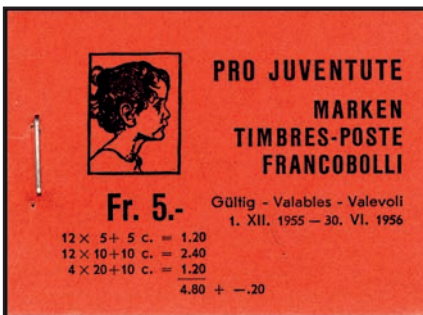 PRO JUVENTUTE
MARKEN
TIMBRES-POSTE
FRANCOBOLLI
Fr. 5.-
Gültig - Valables - Valevoli
1. XII. 1955 — 30. VI. 1956
12 × 5 + 5 c. = 1.20
12 × 10 + 10 c. = 2.40
4 × 20 + 10 c. = 1.20
4.80 + —.20